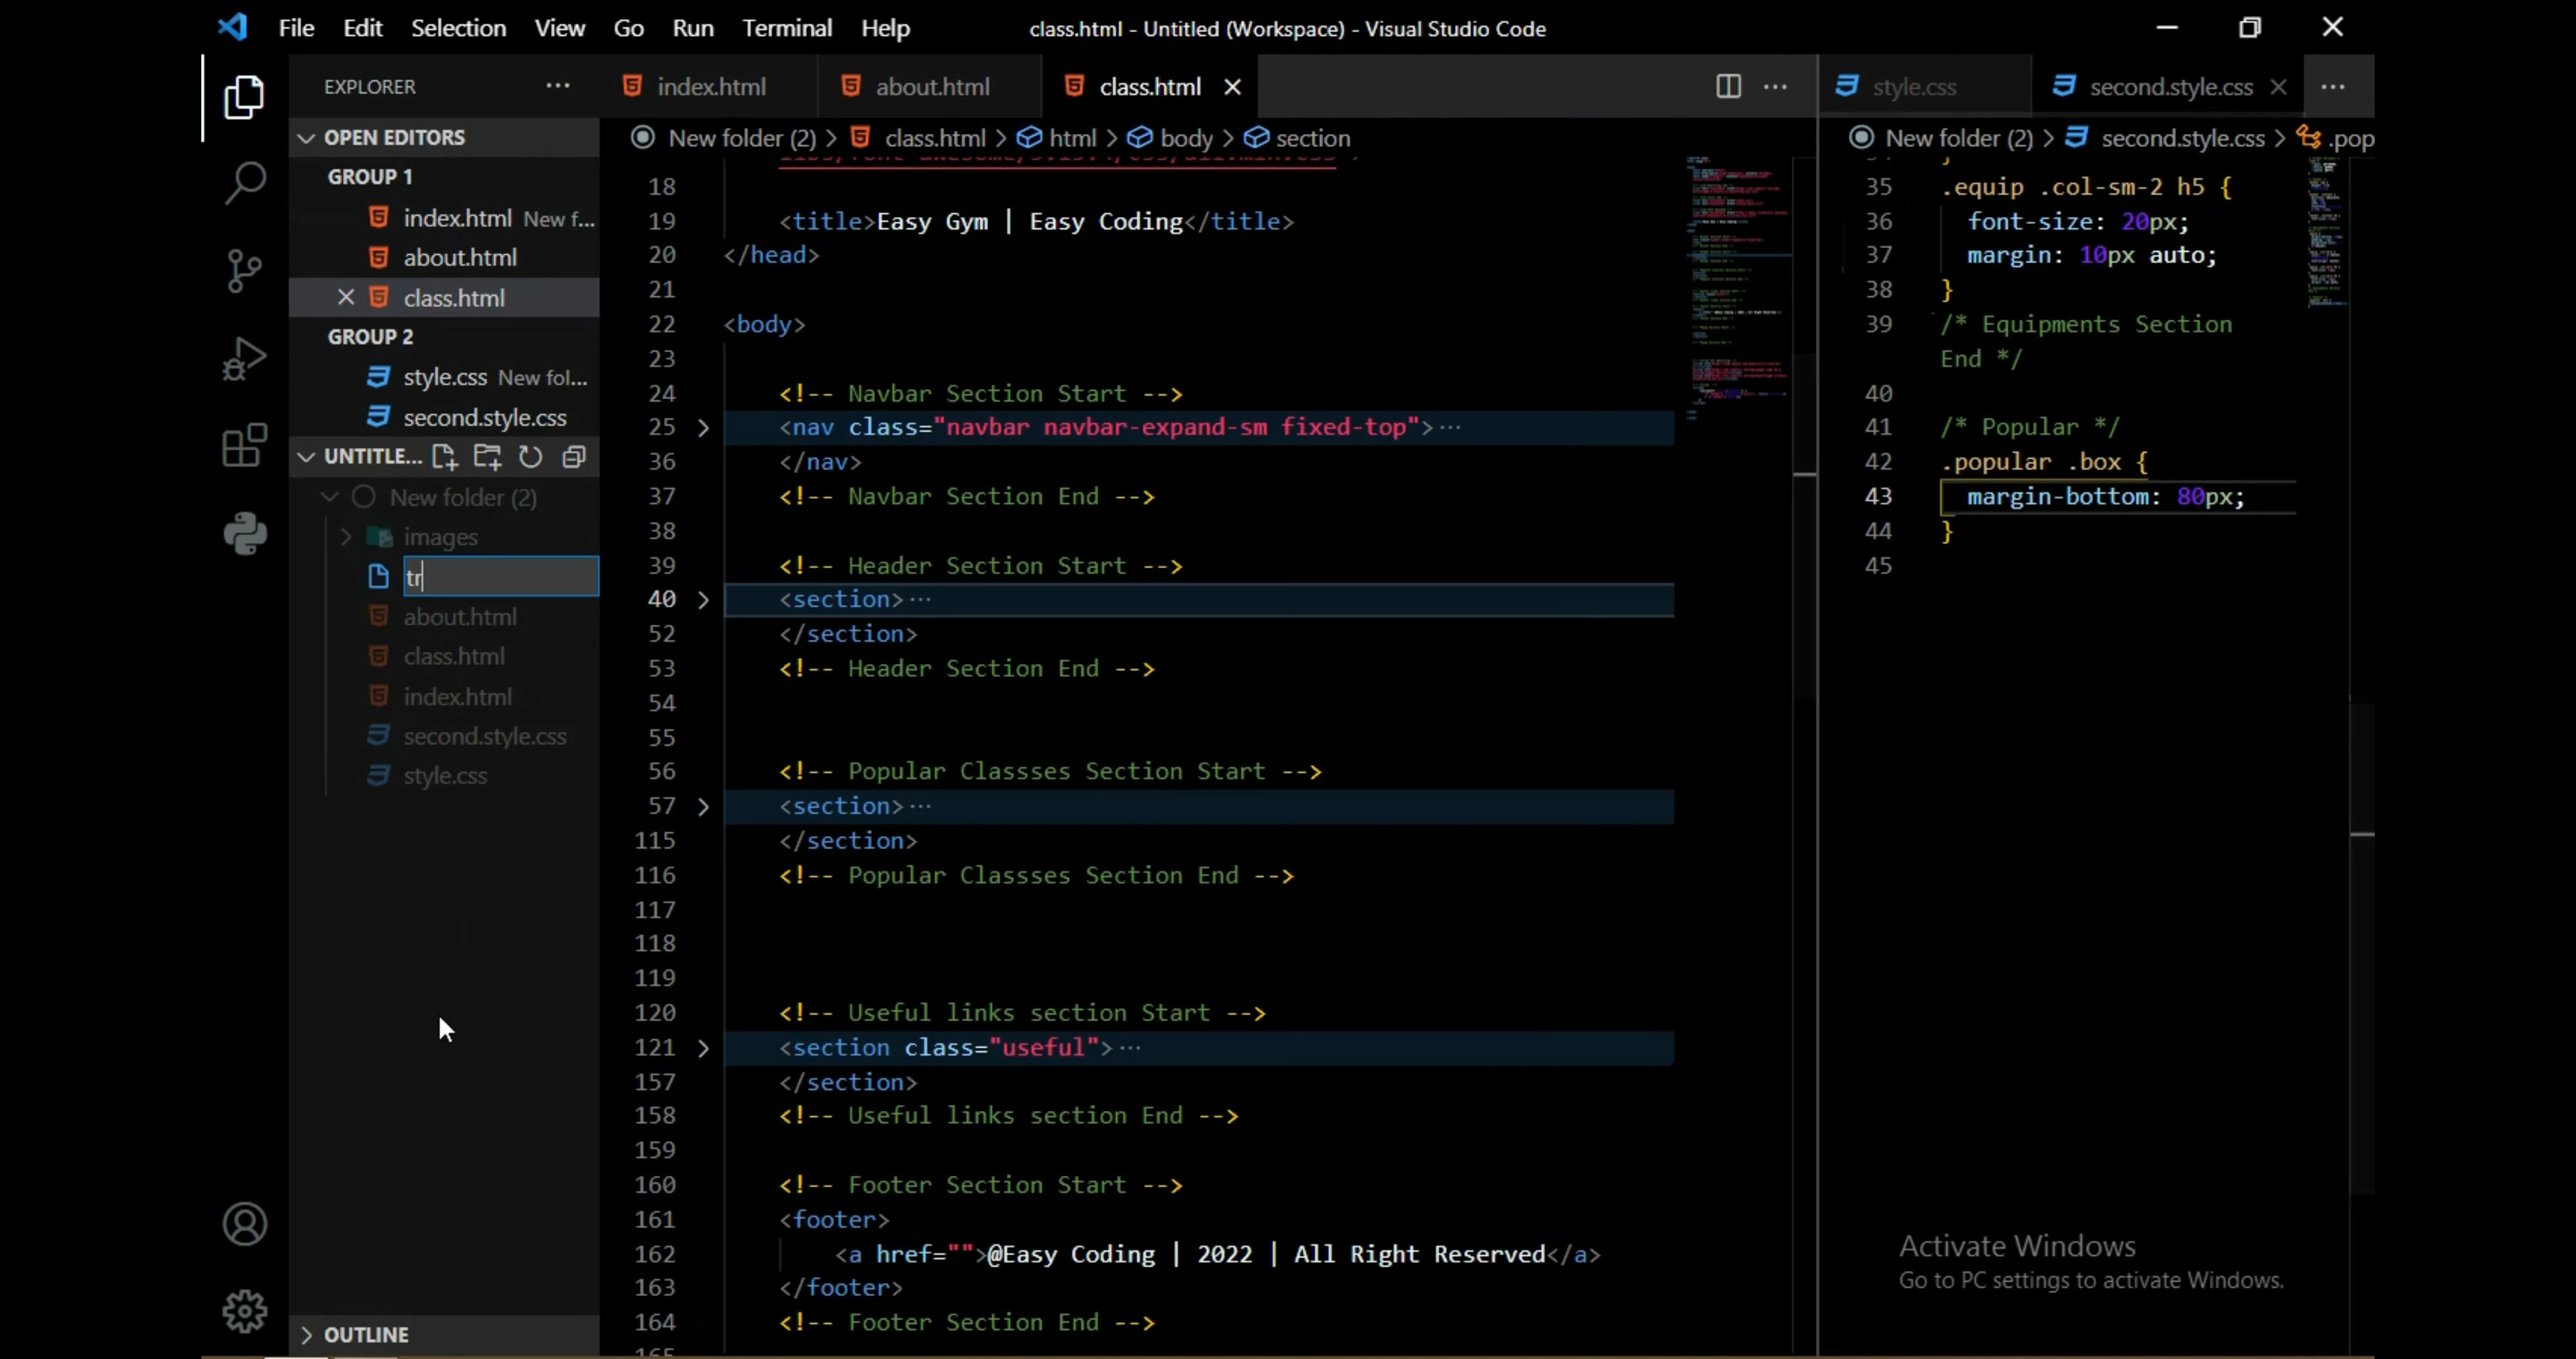 File Edit Selection View Go Run Terminal Help
class.html - Untitled (Workspace) - Visual Studio Code
EXPLORER
OPEN EDITORS
GROUP 1
index.html New f...
about.html
class.html
GROUP 2
style.css New fol...
second.style.css
UNTITLE...
New folder (2)
images
tr
about.html
class.html
index.html
second.style.css
style.css
OUTLINE
index.html about.html class.html
New folder (2) > class.html > html > body > section
18
19 <title>Easy Gym | Easy Coding</title>
20 </head>
21
22 <body>
23
24 <!-- Navbar Section Start -->
25 <nav class="navbar navbar-expand-sm fixed-top">...
36 </nav>
37 <!-- Navbar Section End -->
38
39 <!-- Header Section Start -->
40 <section>...
52 </section>
53 <!-- Header Section End -->
54
55
56 <!-- Popular Classses Section Start -->
57 <section>...
115 </section>
116 <!-- Popular Classses Section End -->
117
118
119
120 <!-- Useful links section Start -->
121 <section class="useful">...
157 </section>
158 <!-- Useful links section End -->
159
160 <!-- Footer Section Start -->
161 <footer>
162 <a href="">@Easy Coding | 2022 | All Right Reserved</a>
163 </footer>
164 <!-- Footer Section End -->
165
style.css second.style.css
New folder (2) > second.style.css > .pop
35 .equip .col-sm-2 h5 {
36 font-size: 20px;
37 margin: 10px auto;
38 }
39 /* Equipments Section
End */
40
41 /* Popular */
42 .popular .box {
43 margin-bottom: 80px;
44 }
45
Activate Windows
Go to PC settings to activate Windows.